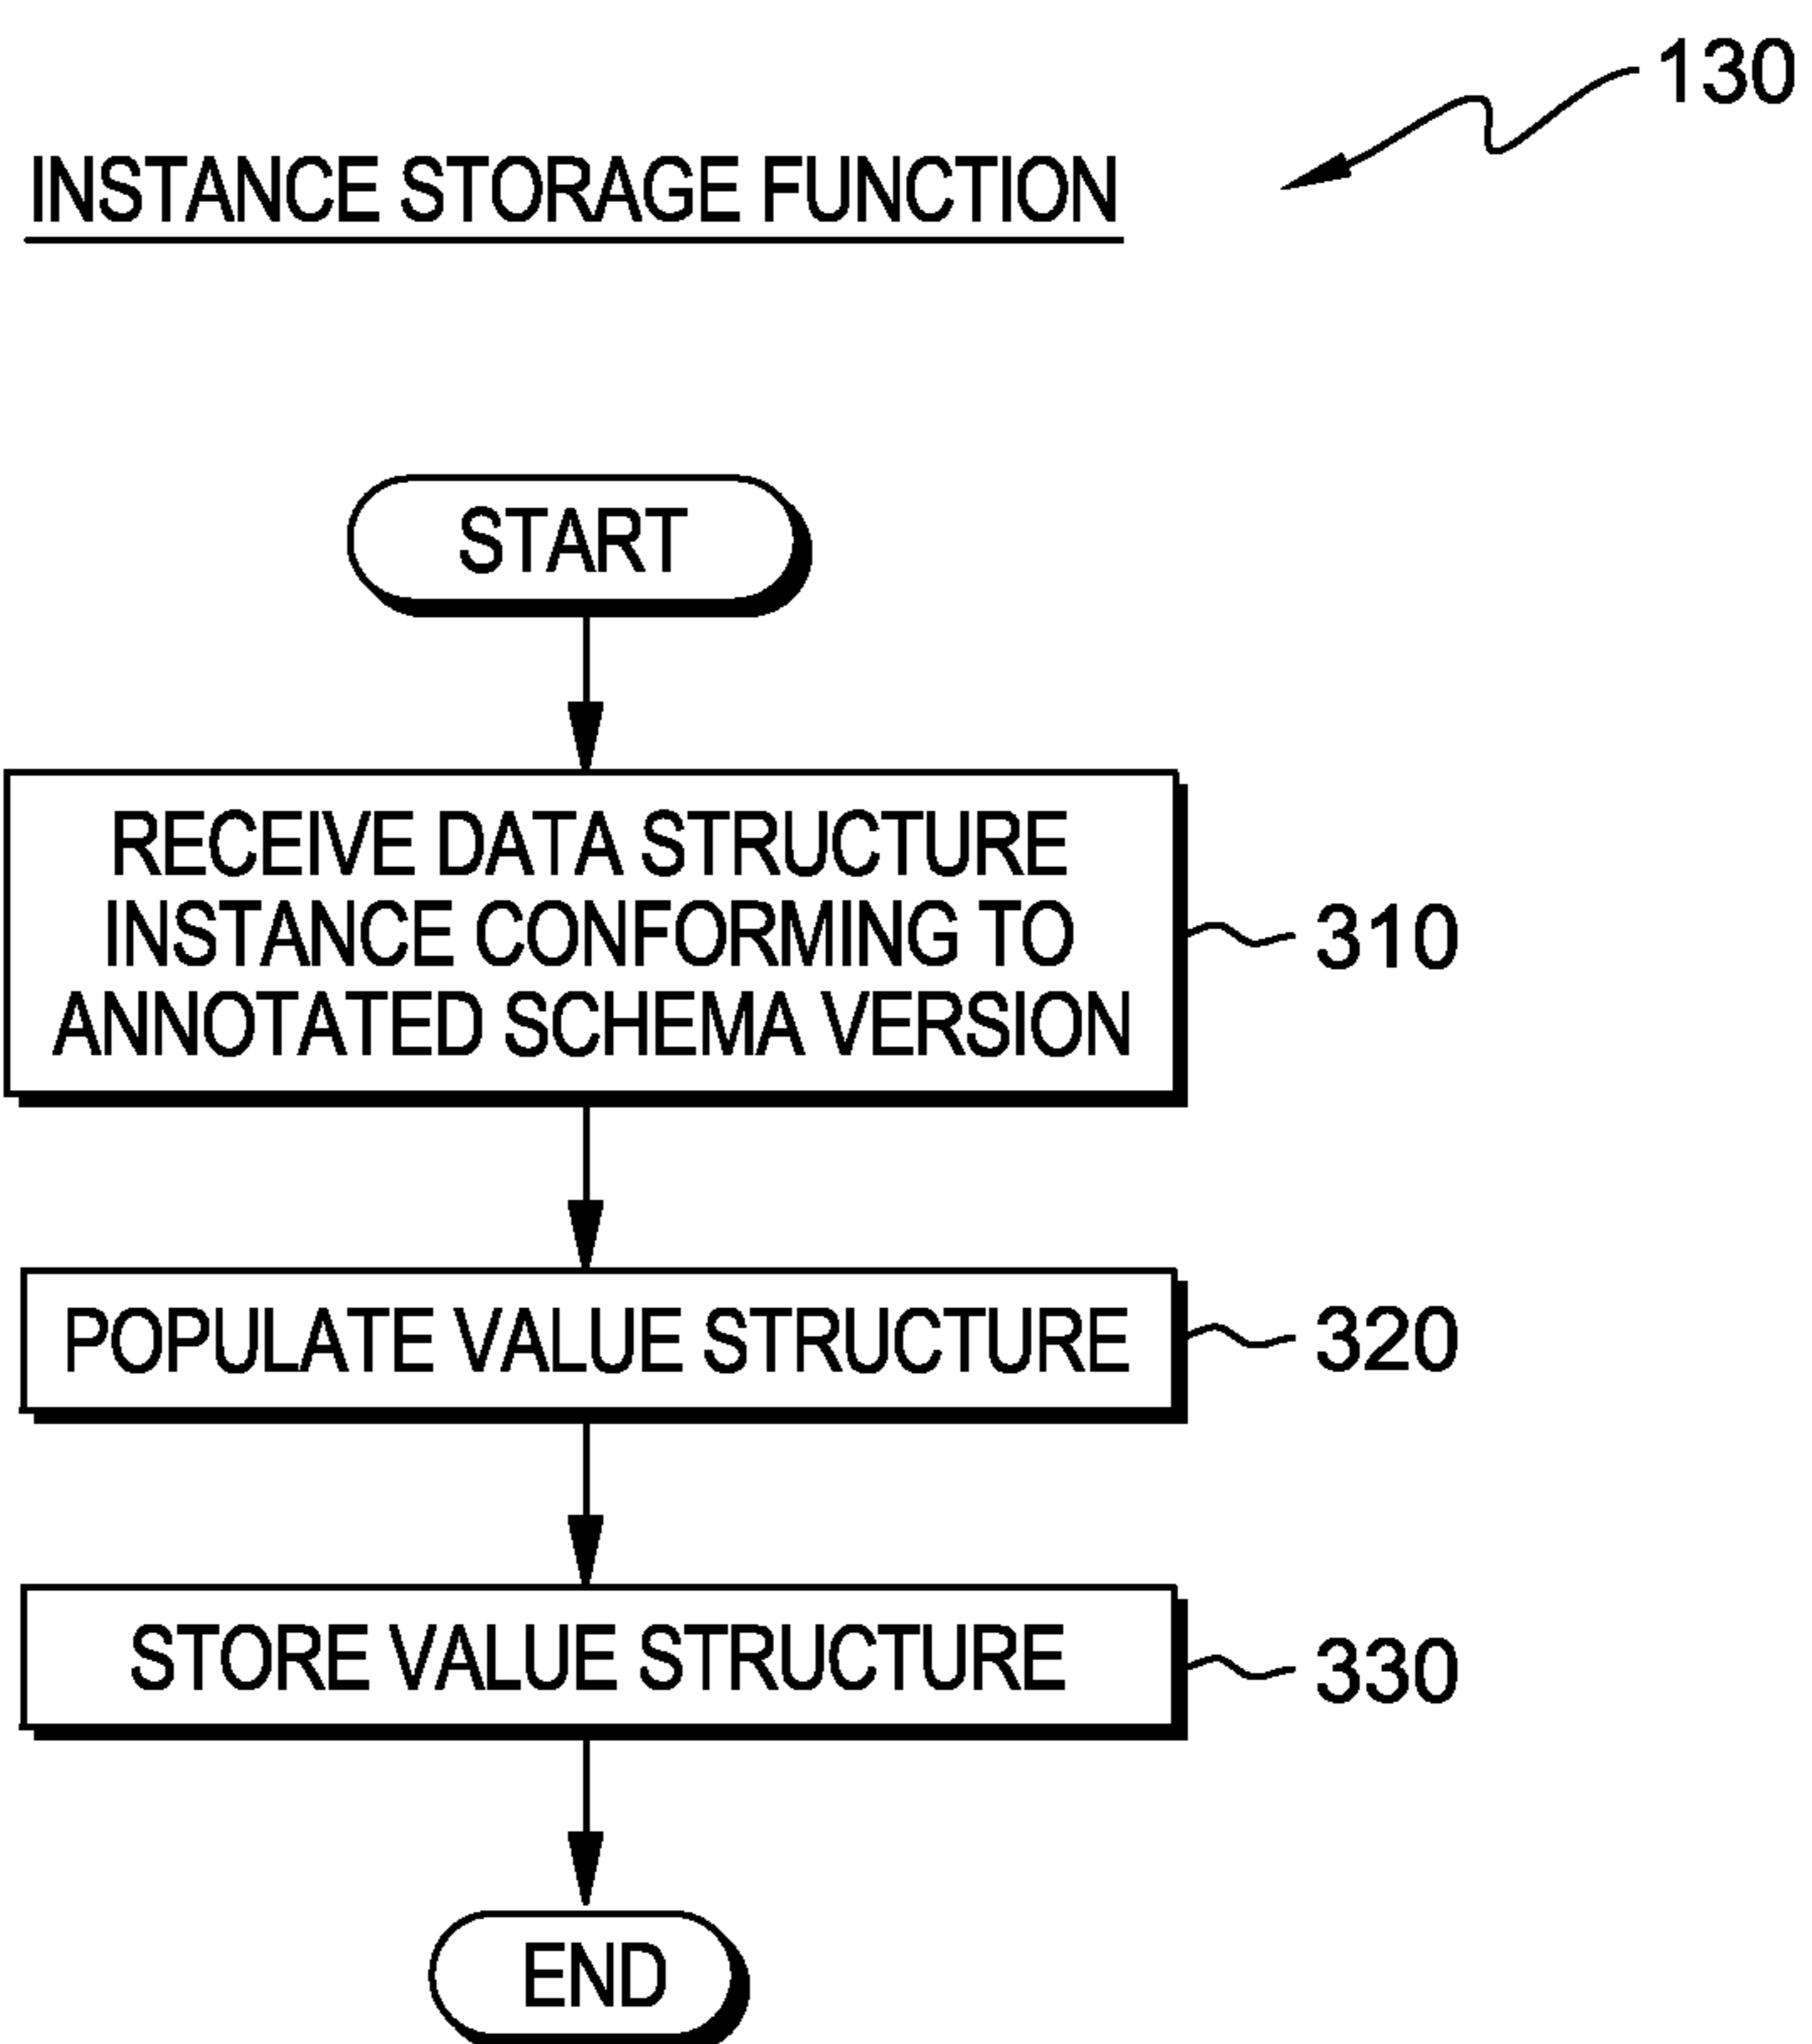 130
INSTANCE STORAGE FUNCTION
START
RECEIVE DATA STRUCTURE
INSTANCE CONFORMING TO
ANNOTATED SCHEMA VERSION
310
POPULATE VALUE STRUCTURE
320
STORE VALUE STRUCTURE
330
END